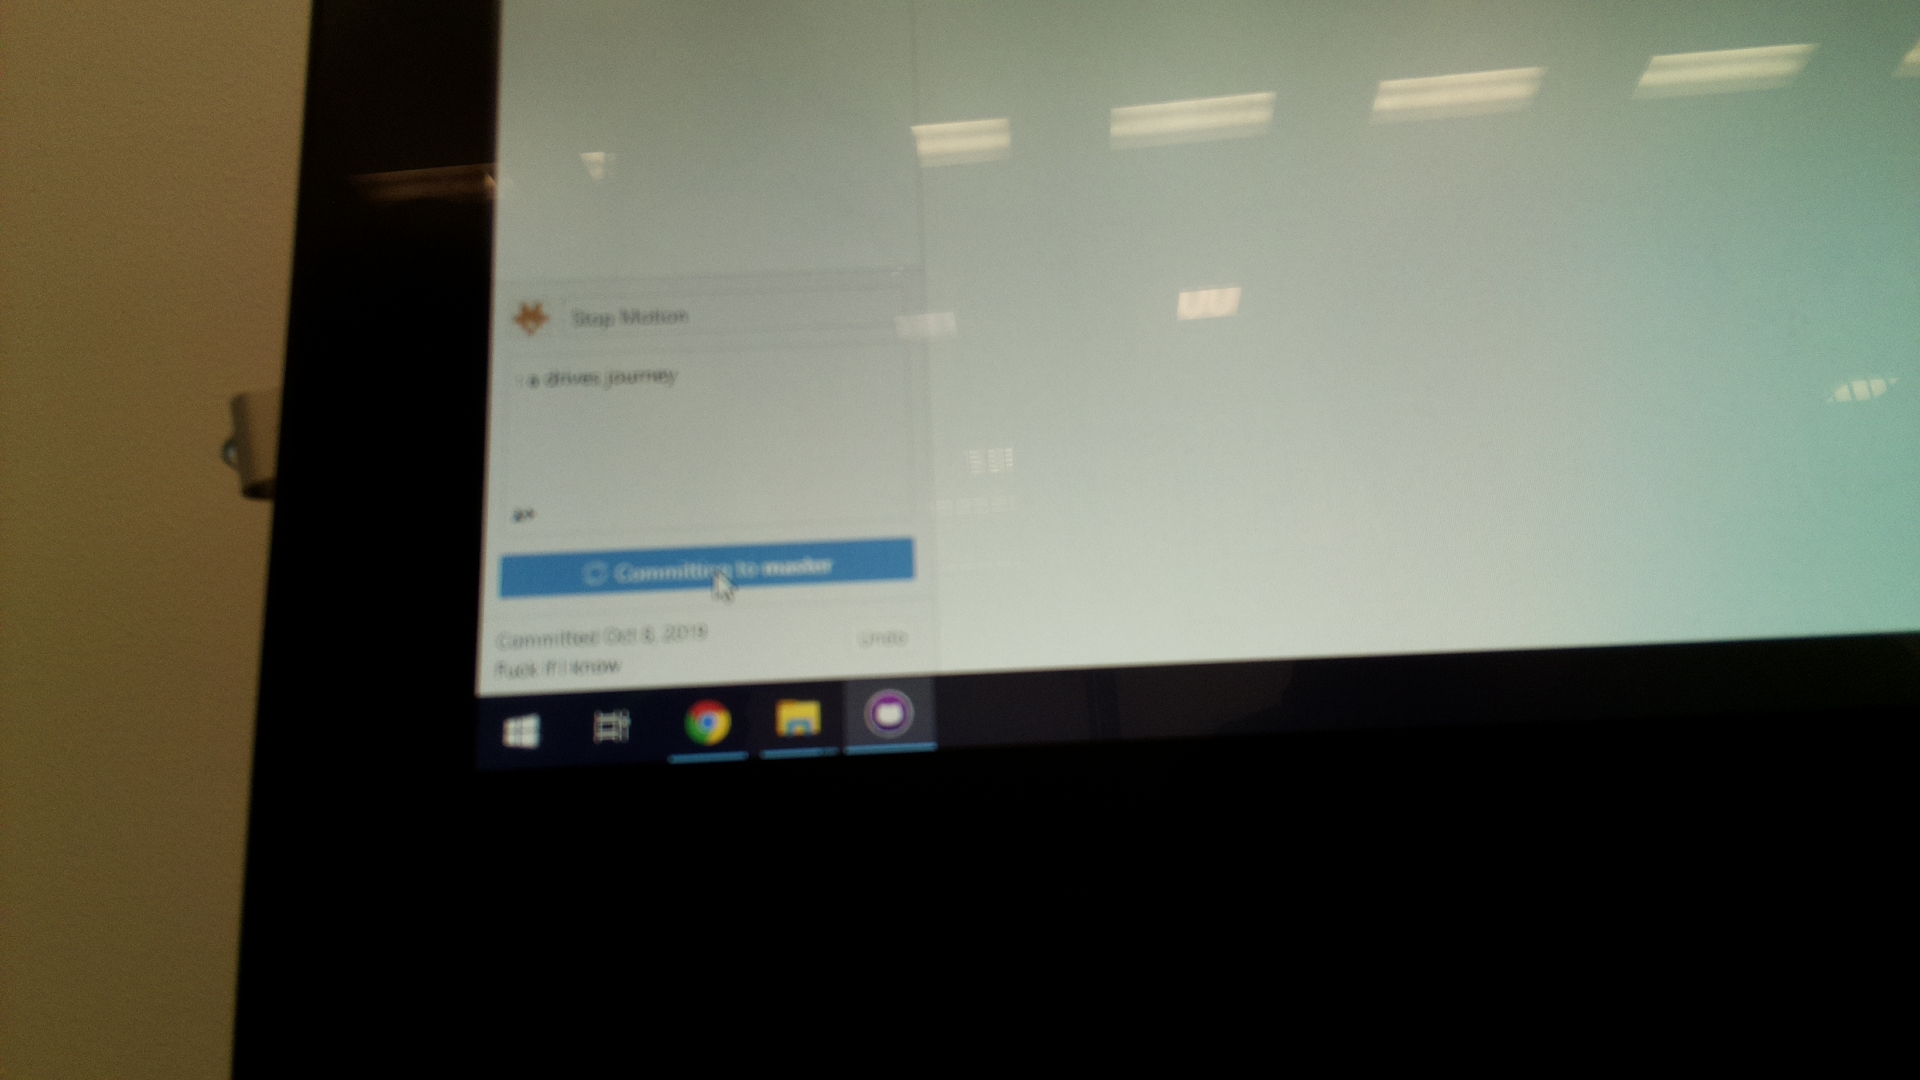 Stop Motion
: a drives journey
Committing to master
Committed Oct 8, 2019
Undo
Fuck if I know